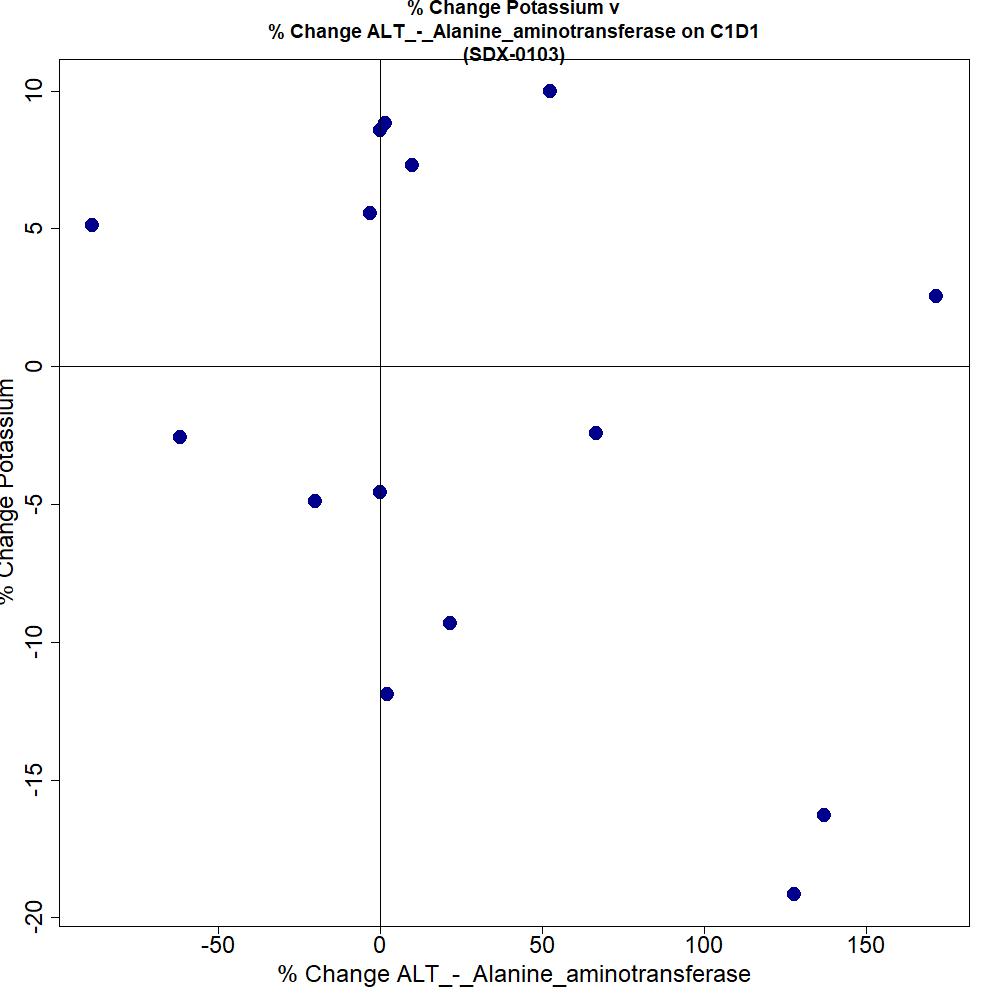 % Change Potassium v
% Change ALT_-_Alanine_aminotransferase on C1D1
(SDX-0103)
10
5
0
-5
-10
-15
-20
% Change Potassium
-50
0
50
100
150
% Change ALT_-_Alanine_aminotransferase